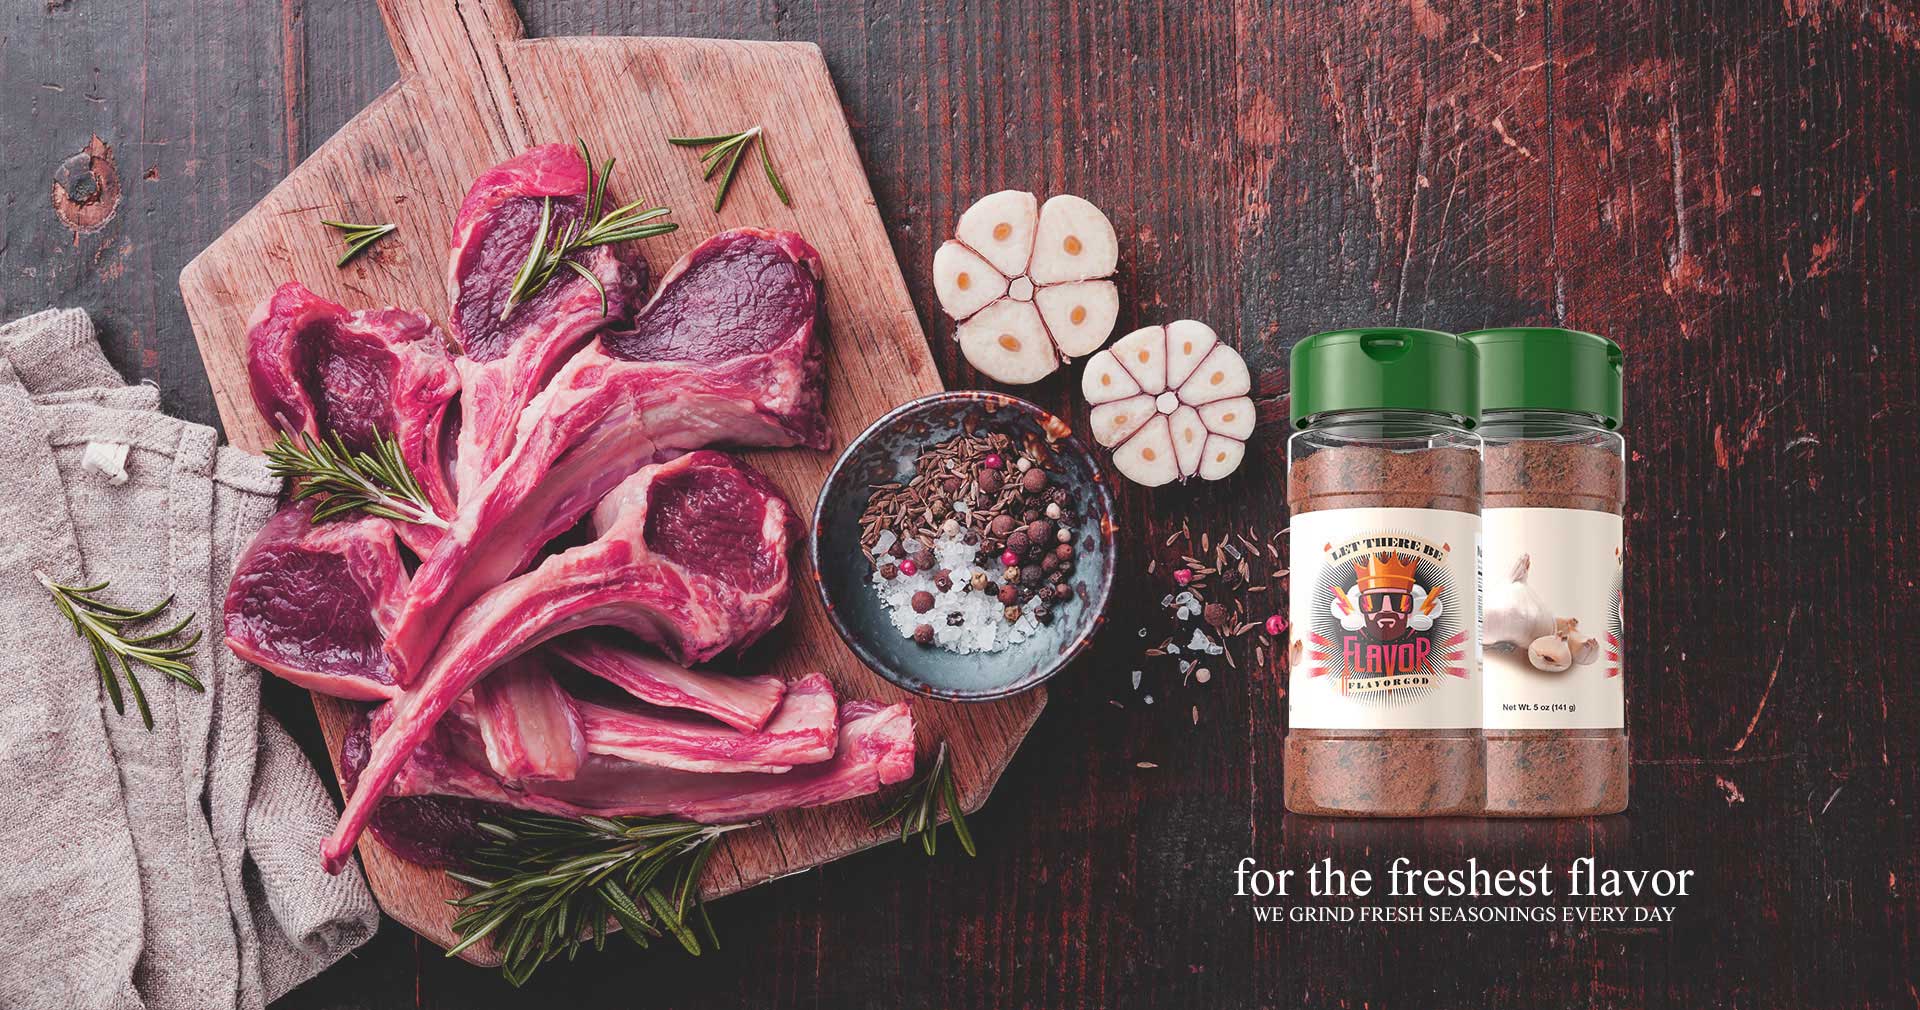 LET THERE BE
FLAVOR
FLAVORGOD
Net Wt. 5 oz (141 g)
for the freshest flavor
WE GRIND FRESH SEASONINGS EVERY DAY